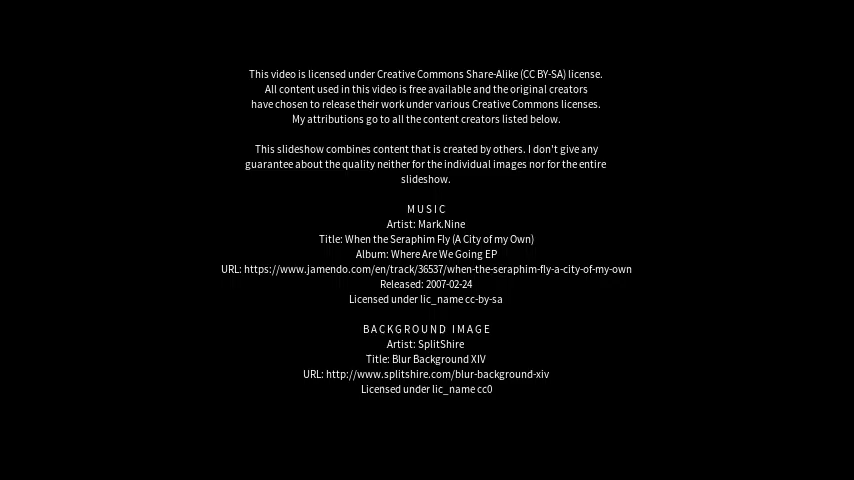 This video is licensed under Creative Commons Share-Alike (CC BY-SA) license.
All content used in this video is free available and the original creators
have chosen to release their work under various Creative Commons licenses.
My attributions go to all the content creators listed below.
This slideshow combines content that is created by others. I don't give any
guarantee about the quality neither for the individual images nor for the entire
slideshow.
MUSIC
Artist: Mark.Nine
Title: When the Seraphim Fly (A City of my Own)
Album: Where Are We Going EP
URL: https://www.jamendo.com/en/track/36537/when-the-seraphim-fly-a-city-of-my-own
Released: 2007-02-24
Licensed under lic_name cc-by-sa
BACKGROUND IMAGE
Artist: SplitShire
Title: Blur Background XIV
URL: http://www.splitshire.com/blur-background-xiv
Licensed under lic_name cc0